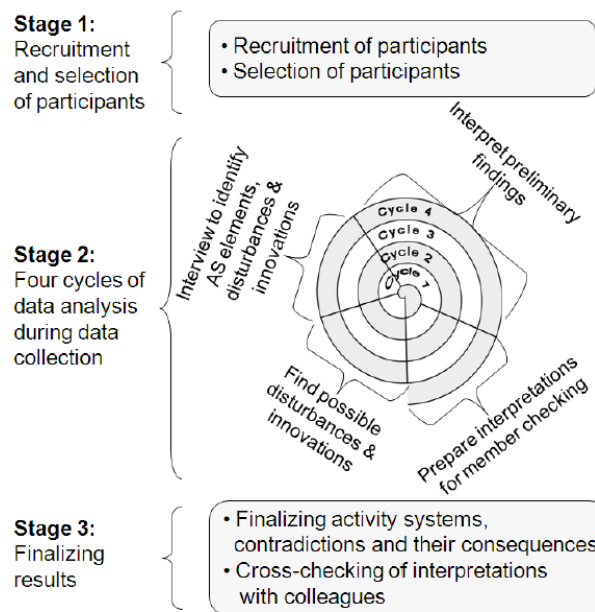 Stage 1:
Recruitment
and selection
of participants
• Recruitment of participants
• Selection of participants
Stage 2:
Four cycles of
data analysis
during data
collection
Interview to identify
AS elements,
disturbances &
innovations
Interpret preliminary
findings
Cycle 4
Cycle 3
Cycle 2
Cycle 1
Find possible
disturbances &
innovations
Prepare interpretations
for member checking
Stage 3:
Finalizing
results
• Finalizing activity systems,
contradictions and their consequences
• Cross-checking of interpretations
with colleagues